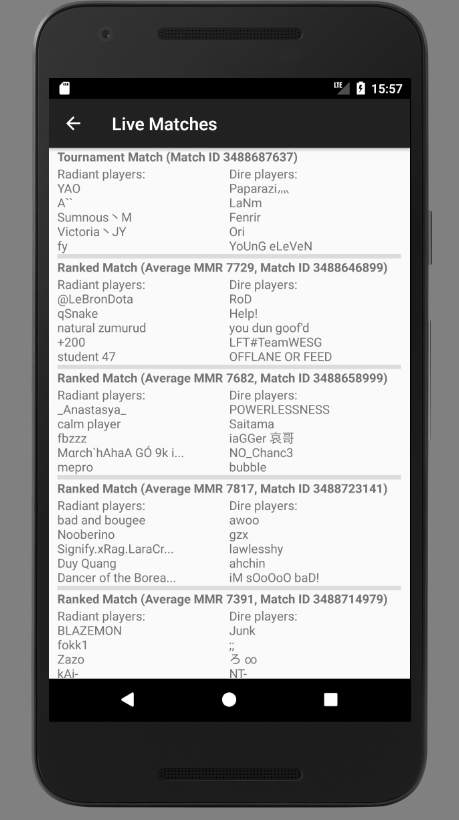 LTE 15:57
Live Matches
Tournament Match (Match ID 3488687637)
Radiant players: Dire players:
YAO Paparazi灬
A`` LaNm
Sumnous丶M Fenrir
Victoria丶JY Ori
fy YoUnG eLeVeN
Ranked Match (Average MMR 7729, Match ID 3488646899)
Radiant players: Dire players:
@LeBronDota RoD
qSnake Help!
natural zumurud you dun goof'd
+200 LFT#TeamWESG
student 47 OFFLANE OR FEED
Ranked Match (Average MMR 7682, Match ID 3488658999)
Radiant players: Dire players:
_Anastasya_ POWERLESSNESS
calm player Saitama
fbzzz iaGGer 哀哥
Mαrch`hAhaA GÓ 9k i... NO_Chanc3
mepro bubble
Ranked Match (Average MMR 7817, Match ID 3488723141)
Radiant players: Dire players:
bad and bougee awoo
Nooberino gzx
Signify.xRag.LaraCr... lawlesshy
Duy Quang ahchin
Dancer of the Borea... iM sOoOoO baD!
Ranked Match (Average MMR 7391, Match ID 3488714979)
Radiant players: Dire players:
BLAZEMON Junk
fokk1 ;;
Zazo ろ ∞
kAi- NT-